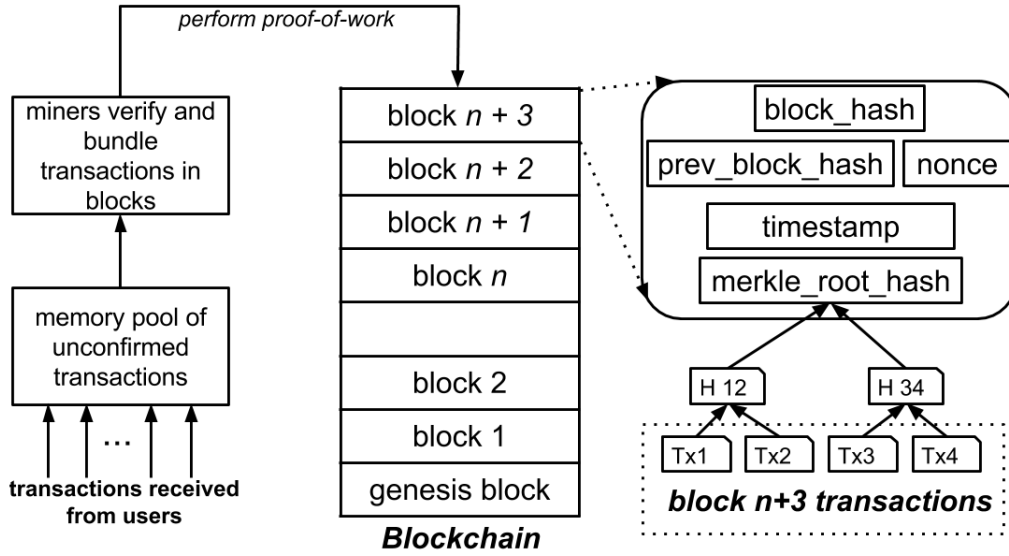 perform proof-of-work
miners verify and
bundle
transactions in
blocks
memory pool of
unconfirmed
transactions
...
transactions received
from users
block n + 3
block n + 2
block n + 1
block n
block 2
block 1
genesis block
Blockchain
block_hash
prev_block_hash
nonce
timestamp
merkle_root_hash
H 12
H 34
Tx1
Tx2
Tx3
Tx4
block n+3 transactions